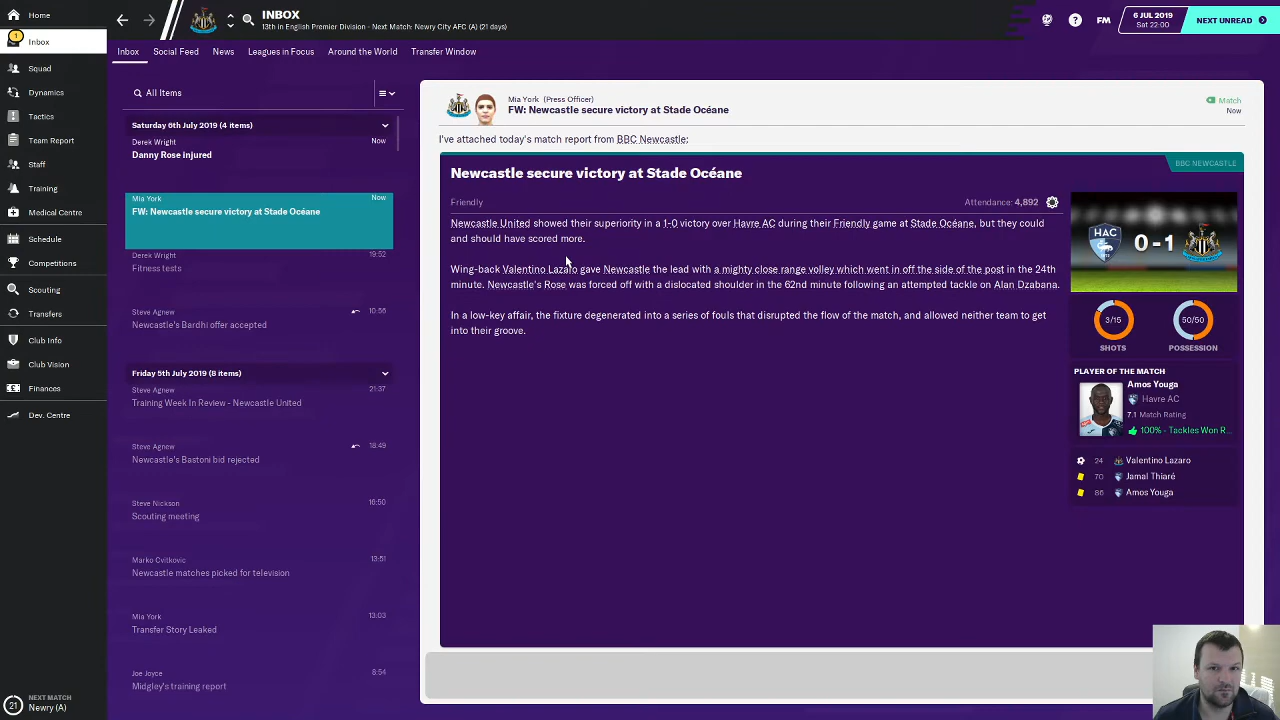 Home
1
Inbox
Squad
Dynamics
Tactics
Team Report
Staff
Training
Medical Centre
Schedule
Competitions
Scouting
Transfers
Club Info
Club Vision
Finances
Dev. Centre
21
NEXT MATCH
Newry (A)
INBOX
13th in English Premier Division - Next Match: Newry City AFC (A) (21 days)
?
FM
6 JUL 2019
Sat 22:00
NEXT UNREAD
Inbox
Social Feed
News
Leagues in Focus
Around the World
Transfer Window
All Items
Saturday 6th July 2019 (4 items)
Derek Wright
Now
Danny Rose injured
Mia York
Now
FW: Newcastle secure victory at Stade Océane
Derek Wright
19:52
Fitness tests
Steve Agnew
10:56
Newcastle's Bardhi offer accepted
Friday 5th July 2019 (8 items)
Steve Agnew
21:37
Training Week In Review - Newcastle United
Steve Agnew
18:49
Newcastle's Bastoni bid rejected
Steve Nickson
16:50
Scouting meeting
Marko Cvitkovic
13:51
Newcastle matches picked for television
Mia York
13:03
Transfer Story Leaked
Joe Joyce
8:54
Midgley's training report
Mia York (Press Officer)
FW: Newcastle secure victory at Stade Océane
Match
Now
I've attached today's match report from BBC Newcastle:
BBC NEWCASTLE
Newcastle secure victory at Stade Océane
Friendly
Attendance: 4,892
Newcastle United showed their superiority in a 1-0 victory over Havre AC during their Friendly game at Stade Océane, but they could
and should have scored more.
Wing-back Valentino Lazaro gave Newcastle the lead with a mighty close range volley which went in off the side of the post in the 24th
minute. Newcastle's Rose was forced off with a dislocated shoulder in the 62nd minute following an attempted tackle on Alan Dzabana.
In a low-key affair, the fixture degenerated into a series of fouls that disrupted the flow of the match, and allowed neither team to get
into their groove.
HAC
0 - 1
3/15
SHOTS
50/50
POSSESSION
PLAYER OF THE MATCH
Amos Youga
Havre AC
7.1 Match Rating
100% - Tackles Won R...
24 Valentino Lazaro
70 Jamal Thiaré
86 Amos Youga